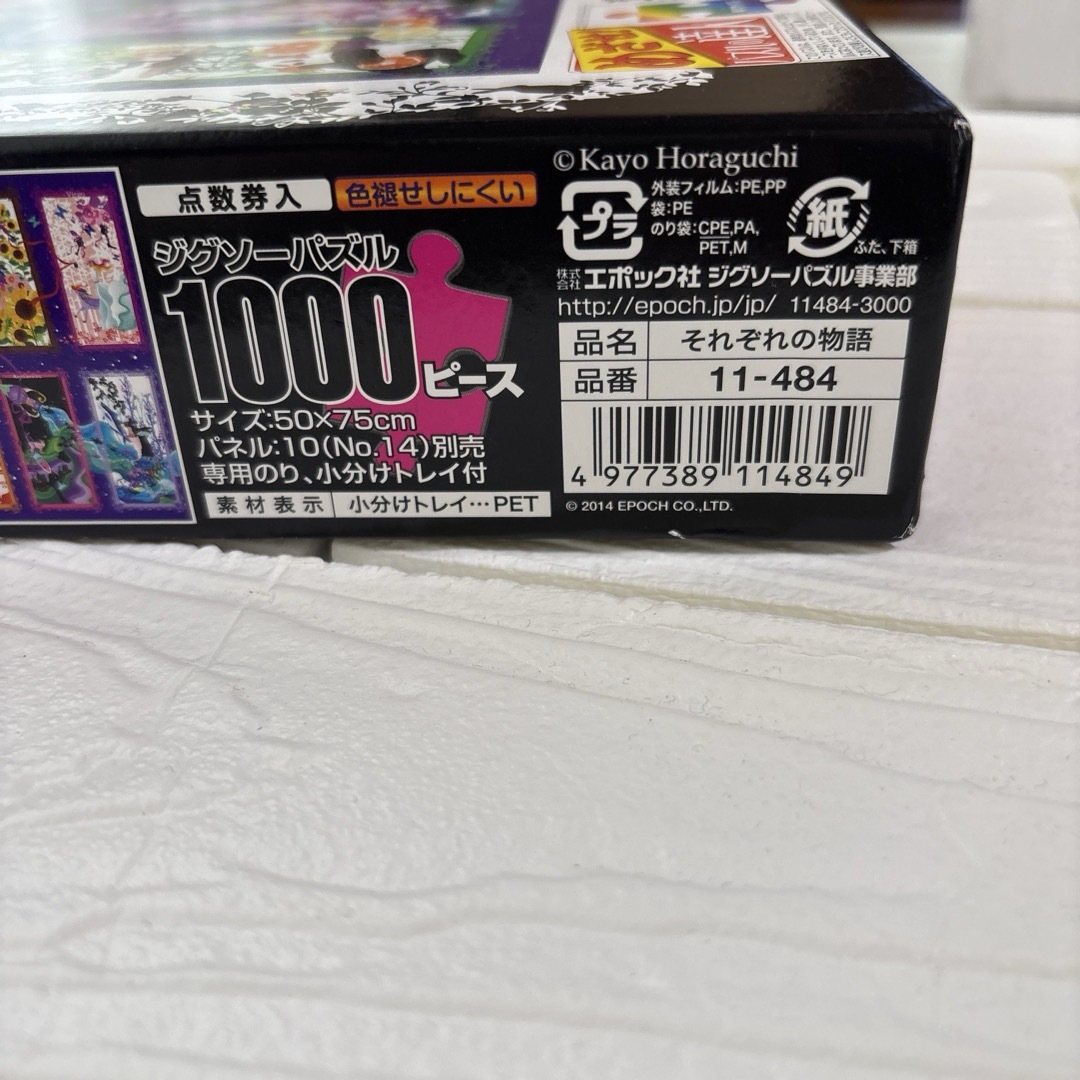 点数券入
色褪せしにくい
ジグソーパズル
1000ピース
サイズ:50×75cm
パネル:10(No.14)別売
専用のり、小分けトレイ付
素材表示 小分けトレイ…PET
©Kayo Horaguchi
プラ
外装フィルム:PE,PP
袋:PE
のり袋:CPE,PA,
PET,M
紙
ふた、下箱
株式会社 エポック社 ジグソーパズル事業部
http://epoch.jp/jp/ 11484-3000
品名 それぞれの物語
品番 11-484
4 977389 114849
© 2014 EPOCH CO.,LTD.